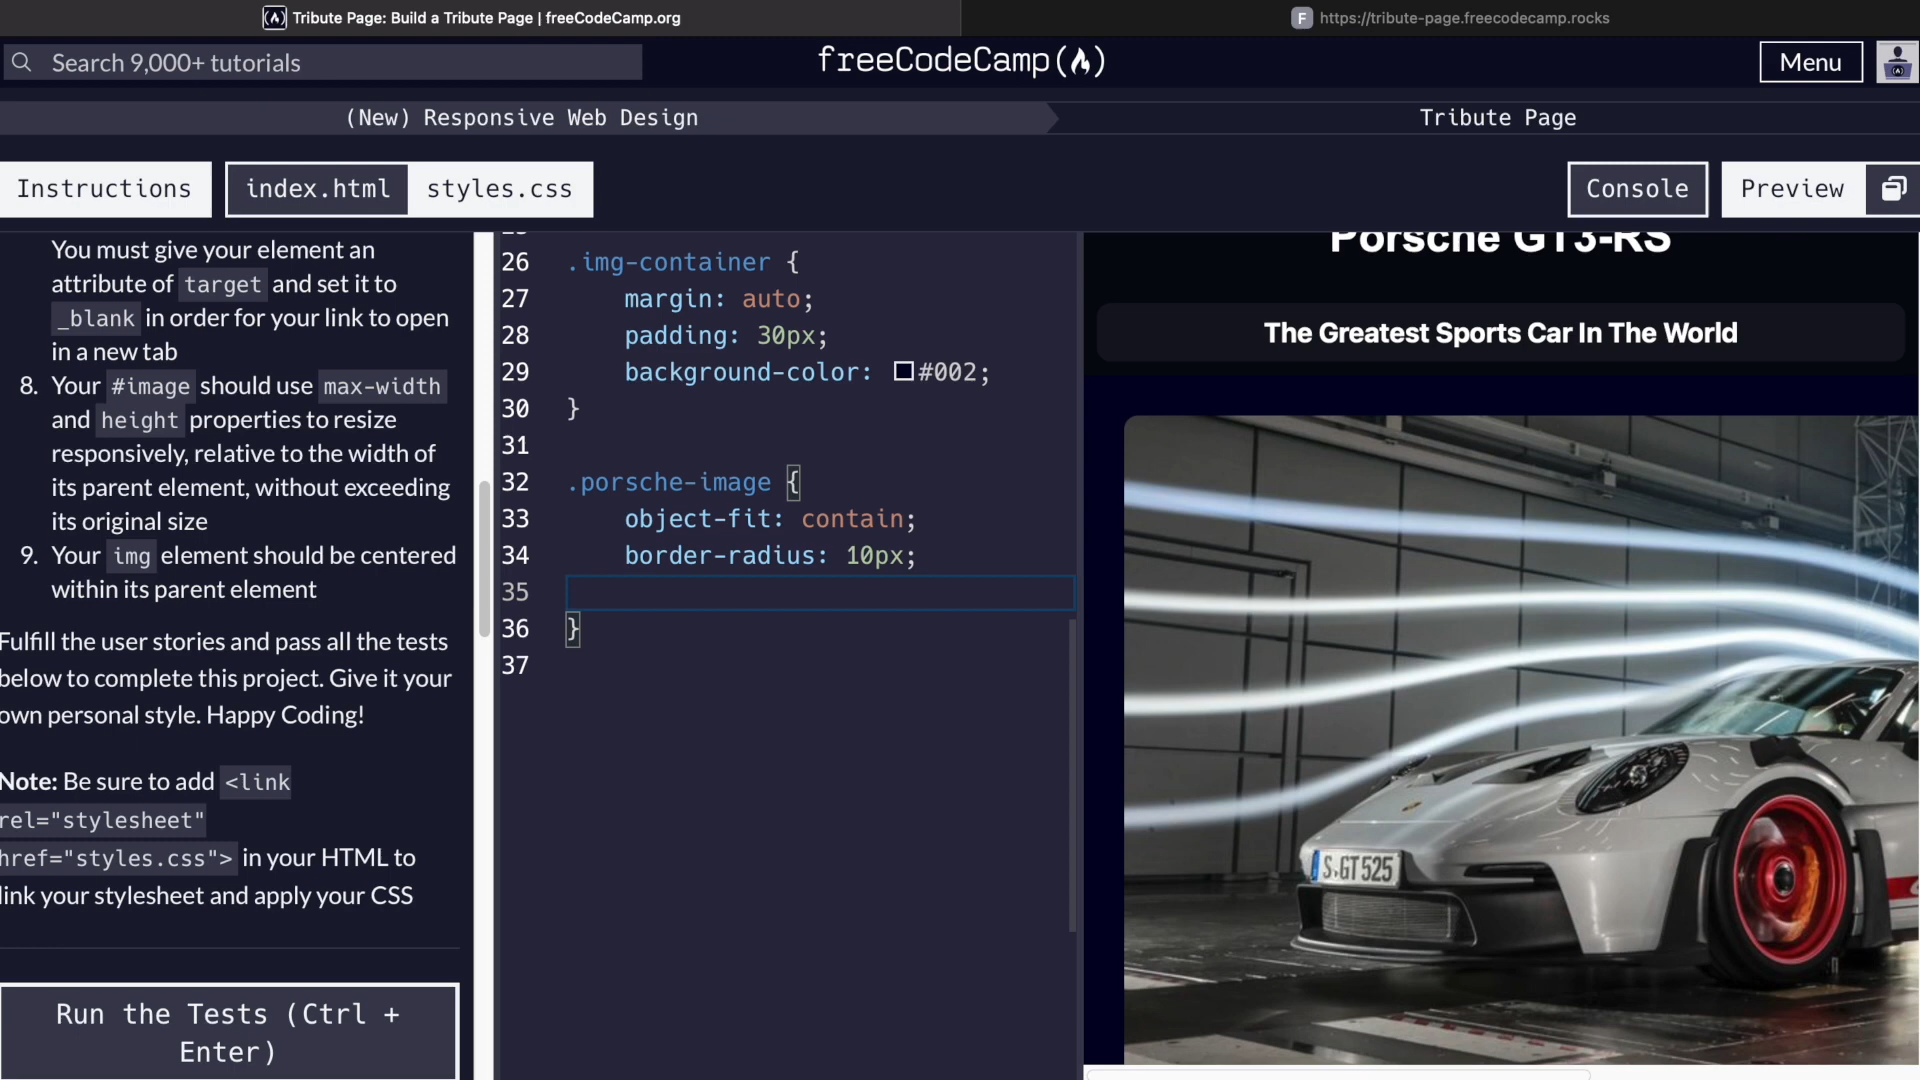 Tribute Page: Build a Tribute Page | freeCodeCamp.org
F https://tribute-page.freecodecamp.rocks
Search 9,000+ tutorials
freeCodeCamp
Menu
(New) Responsive Web Design
Tribute Page
Instructions
index.html
styles.css
Console
Preview
You must give your element an
attribute of target and set it to
_blank in order for your link to open
in a new tab
8. Your #image should use max-width
and height properties to resize
responsively, relative to the width of
its parent element, without exceeding
its original size
9. Your img element should be centered
within its parent element
Fulfill the user stories and pass all the tests
below to complete this project. Give it your
own personal style. Happy Coding!
Note: Be sure to add <link
rel="stylesheet"
href="styles.css"> in your HTML to
link your stylesheet and apply your CSS
Run the Tests (Ctrl +
Enter)
26 .img-container {
27 margin: auto;
28 padding: 30px;
29 background-color: #002;
30 }
31
32 .porsche-image {
33 object-fit: contain;
34 border-radius: 10px;
35
36 }
37
Porsche GT3-RS
The Greatest Sports Car In The World
S.GT 525